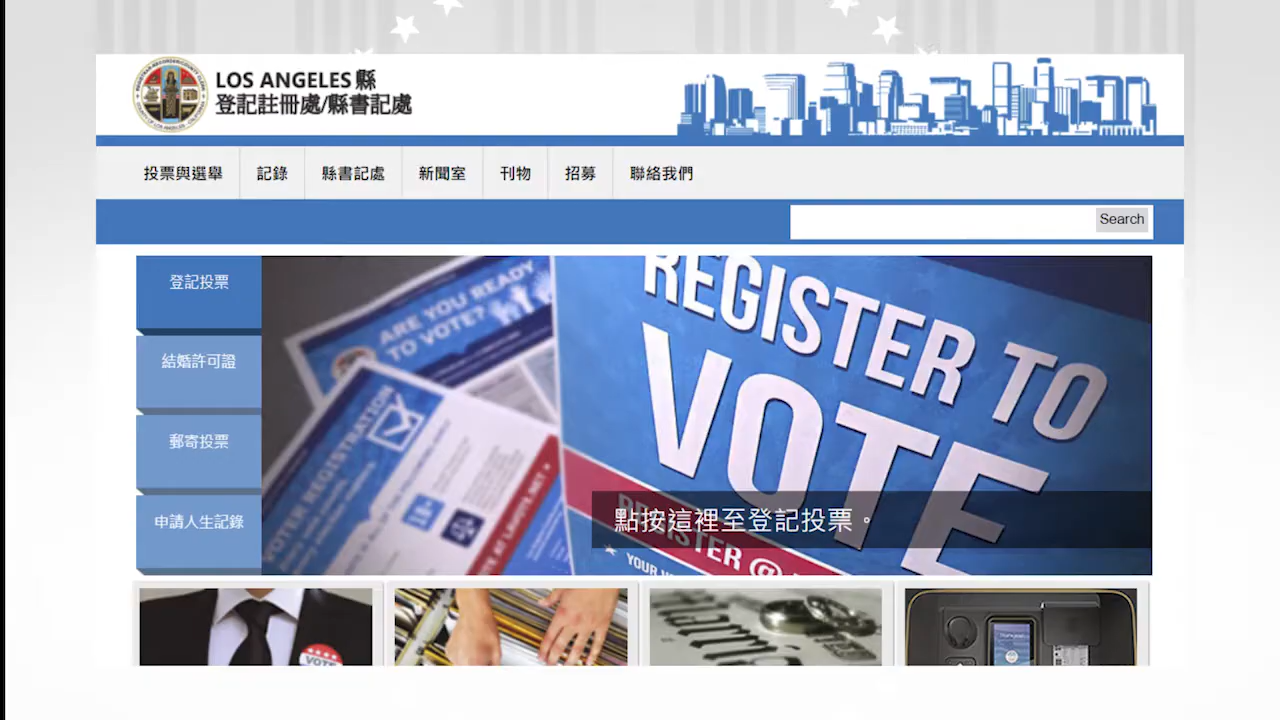 LOS ANGELES 縣
登記註冊處/縣書記處
投票與選舉
記錄
縣書記處
新聞室
刊物
招募
聯絡我們
Search
登記投票
結婚許可證
郵寄投票
申請人生記錄
ARE YOU READY
TO VOTE?
VOTER REGISTRATION
REGISTER TO
VOTE
點按這裡至登記投票。
REGISTER @
YOUR
VOTE